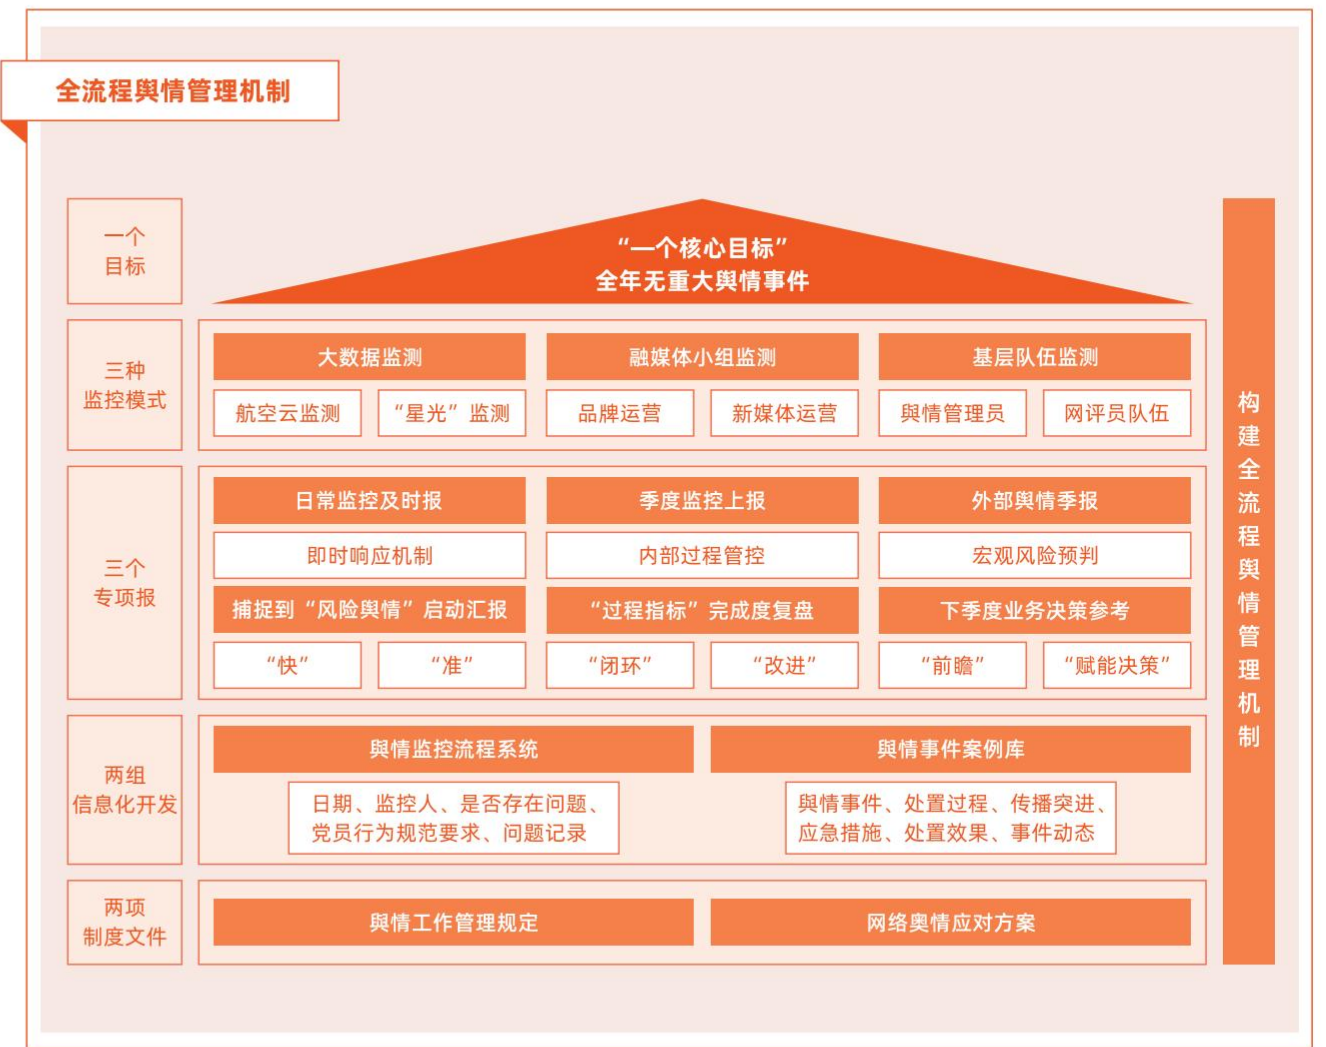 全流程舆情管理机制
一个
目标
“一个核心目标”
全年无重大舆情事件
三种
监控模式
大数据监测
融媒体小组监测
基层队伍监测
航空云监测
“星光”监测
品牌运营
新媒体运营
舆情管理员
网评员队伍
三个
专项报
日常监控及时报
季度监控上报
外部舆情季报
即时响应机制
内部过程管控
宏观风险预判
捕捉到“风险舆情”启动汇报
“过程指标”完成度复盘
下季度业务决策参考
“快”
“准”
“闭环”
“改进”
“前瞻”
“赋能决策”
两组
信息化开发
舆情监控流程系统
舆情事件案例库
日期、监控人、是否存在问题、
党员行为规范要求、问题记录
舆情事件、处置过程、传播突进、
应急措施、处置效果、事件动态
两项
制度文件
舆情工作管理规定
网络奥情应对方案
构建全流程舆情管理机制